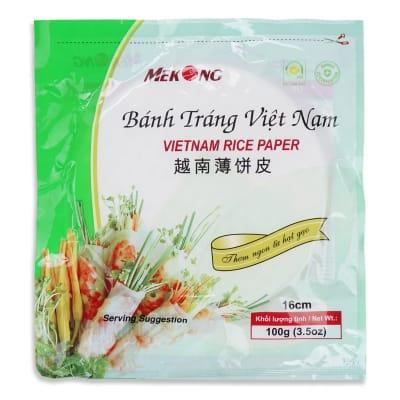 MEKONG
Bánh Tráng Việt Nam
VIETNAM RICE PAPER
越南薄饼皮
Thơm ngon từ hạt gạo
16cm
Khối lượng tịnh / Net Wt.:
100g (3.5oz)
Serving Suggestion